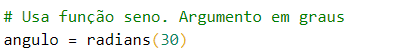 # Usa função seno. Argumento em graus
angulo = radians(30)